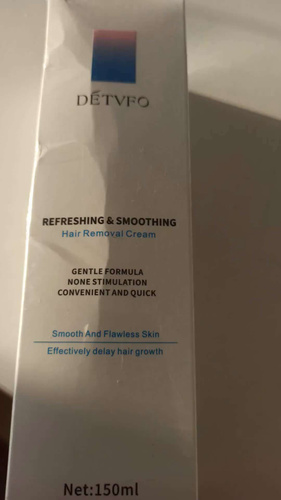 DÉTVFO
REFRESHING & SMOOTHING
Hair Removal Cream
GENTLE FORMULA
NONE STIMULATION
CONVENIENT AND QUICK
Smooth And Flawless Skin
Effectively delay hair growth
Net:150ml